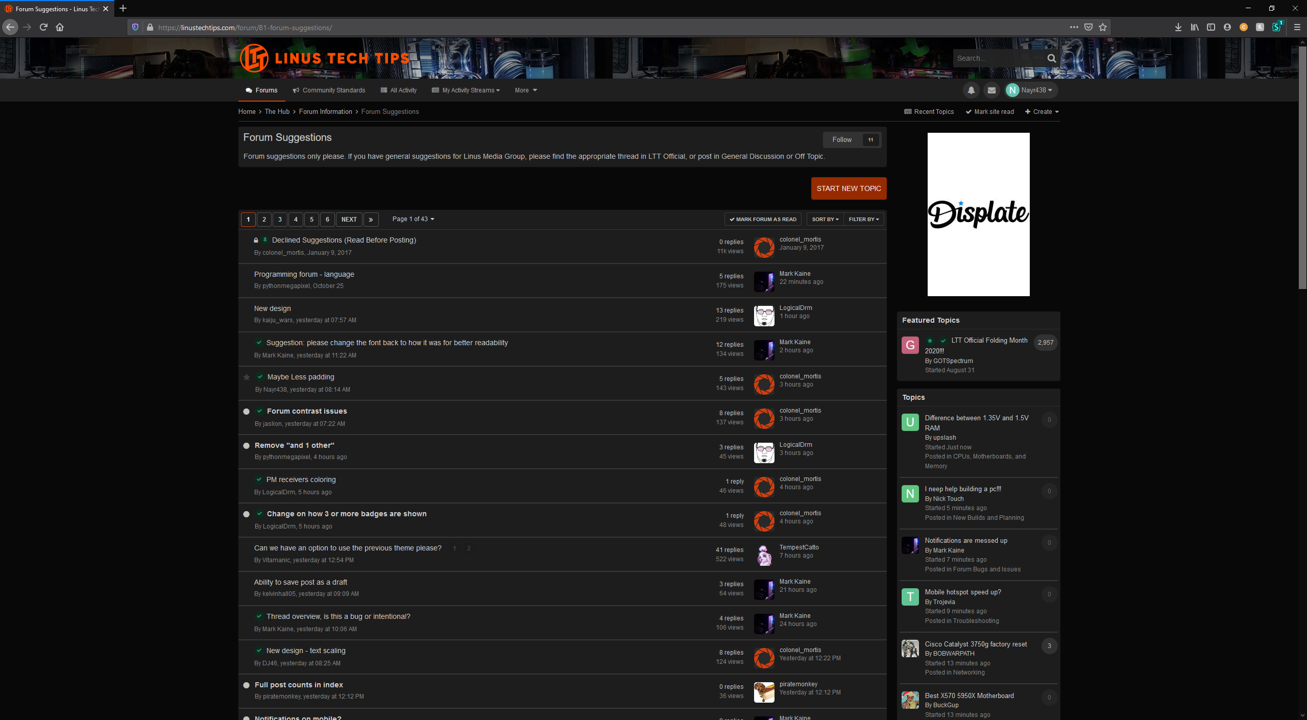 Forum Suggestions - Linus Tec
https://linustechtips.com/forum/81-forum-suggestions/
LINUS TECH TIPS
Search...
Forums
Community Standards
All Activity
My Activity Streams
More
N
Nayr438
Home > The Hub > Forum Information > Forum Suggestions
Recent Topics
Mark site read
Create
Forum Suggestions
Follow
11
Forum suggestions only please. If you have general suggestions for Linus Media Group, please find the appropriate thread in LTT Official, or post in General Discussion or Off Topic.
START NEW TOPIC
1 2 3 4 5 6 NEXT »
Page 1 of 43
MARK FORUM AS READ
SORT BY
FILTER BY
Declined Suggestions (Read Before Posting)
By colonel_mortis, January 9, 2017
0 replies
11k views
colonel_mortis
January 9, 2017
Programming forum - language
By pythonmegapixel, October 25
5 replies
175 views
Mark Kaine
22 minutes ago
New design
By kaiju_wars, yesterday at 07:57 AM
13 replies
219 views
LogicalDrm
1 hour ago
Suggestion: please change the font back to how it was for better readability
By Mark Kaine, yesterday at 11:22 AM
12 replies
134 views
Mark Kaine
2 hours ago
Maybe Less padding
By Nayr438, yesterday at 08:14 AM
5 replies
143 views
colonel_mortis
3 hours ago
Forum contrast issues
By jaslion, yesterday at 07:22 AM
8 replies
137 views
colonel_mortis
3 hours ago
Remove "and 1 other"
By pythonmegapixel, 4 hours ago
3 replies
45 views
LogicalDrm
3 hours ago
PM receivers coloring
By LogicalDrm, 5 hours ago
1 reply
46 views
colonel_mortis
4 hours ago
Change on how 3 or more badges are shown
By LogicalDrm, 5 hours ago
1 reply
48 views
colonel_mortis
4 hours ago
Can we have an option to use the previous theme please? 1 2
By Vitamanic, yesterday at 12:54 PM
41 replies
522 views
TempestCatto
7 hours ago
Ability to save post as a draft
By kelvinhall05, yesterday at 09:09 AM
3 replies
64 views
Mark Kaine
21 hours ago
Thread overview, is this a bug or intentional?
By Mark Kaine, yesterday at 10:06 AM
4 replies
106 views
Mark Kaine
24 hours ago
New design - text scaling
By DJ46, yesterday at 08:25 AM
8 replies
124 views
colonel_mortis
Yesterday at 12:22 PM
Full post counts in index
By piratemonkey, yesterday at 12:12 PM
0 replies
36 views
piratemonkey
Yesterday at 12:12 PM
Notifications on mobile?
Mark Kaine
Displate
Featured Topics
G
LTT Official Folding Month
2020!!!
By GOTSpectrum
Started August 31
2,957
Topics
U
Difference between 1.35V and 1.5V
RAM
By upslash
Started Just now
Posted in CPUs, Motherboards, and
Memory
0
N
I neep help building a pc!!!
By Nick Touch
Started 5 minutes ago
Posted in New Builds and Planning
0
Notifications are messed up
By Mark Kaine
Started 7 minutes ago
Posted in Forum Bugs and Issues
0
T
Mobile hotspot speed up?
By Trojevia
Started 9 minutes ago
Posted in Troubleshooting
0
Cisco Catalyst 3750g factory reset
By BOBWARPATH
Started 13 minutes ago
Posted in Networking
3
Best X570 5950X Motherboard
By BuckGup
Started 13 minutes ago
0